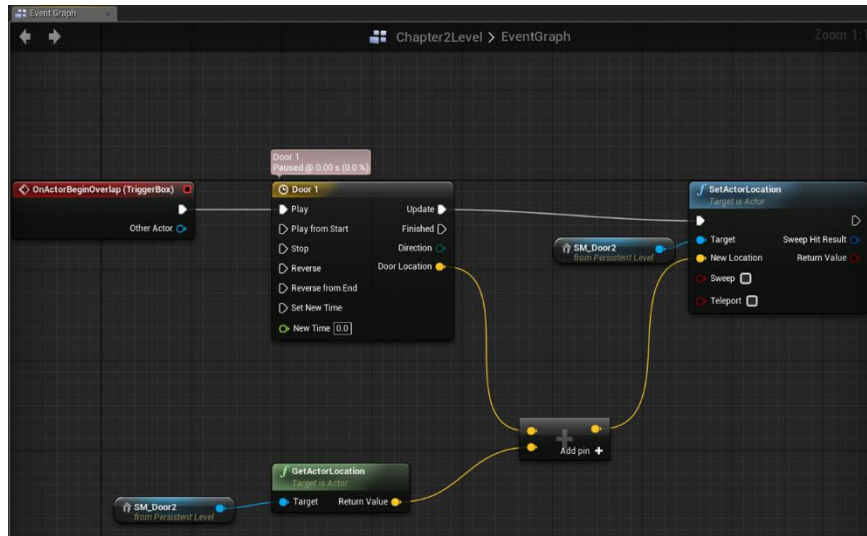 Event Graph
Chapter2Level > EventGraph
Zoom 1:1
Door 1
Paused @ 0.00 s (0.0 %)
OnActorBeginOverlap (TriggerBox)
Other Actor
Door 1
Play
Update
Play from Start
Finished
Stop
Direction
Reverse
Door Location
Reverse from End
Set New Time
New Time 0.0
SM_Door2
from Persistent Level
SetActorLocation
Target is Actor
Target
Sweep Hit Result
New Location
Return Value
Sweep
Teleport
Add pin +
GetActorLocation
Target is Actor
Target
Return Value
SM_Door2
from Persistent Level